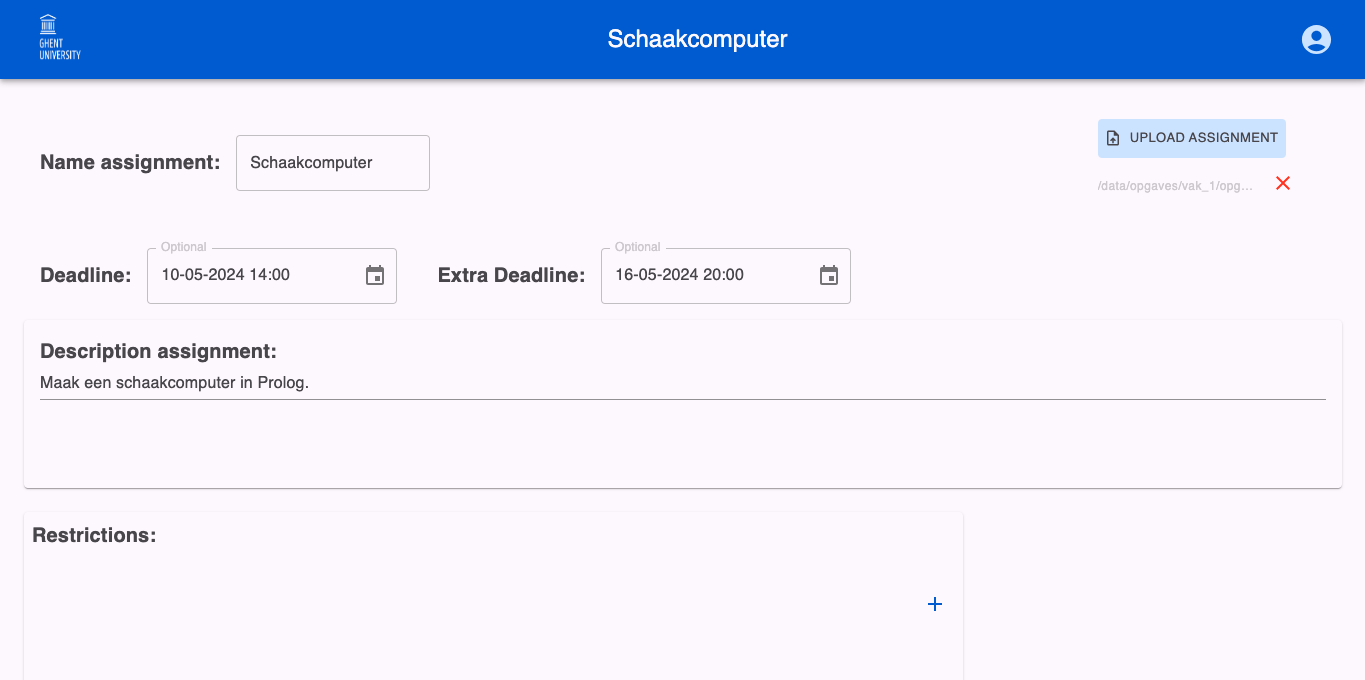 GHENT
UNIVERSITY
Schaakcomputer
Name assignment:
Schaakcomputer
UPLOAD ASSIGNMENT
/data/opgaves/vak_1/opg...
Deadline:
Optional
10-05-2024 14:00
Extra Deadline:
Optional
16-05-2024 20:00
Description assignment:
Maak een schaakcomputer in Prolog.
Restrictions: